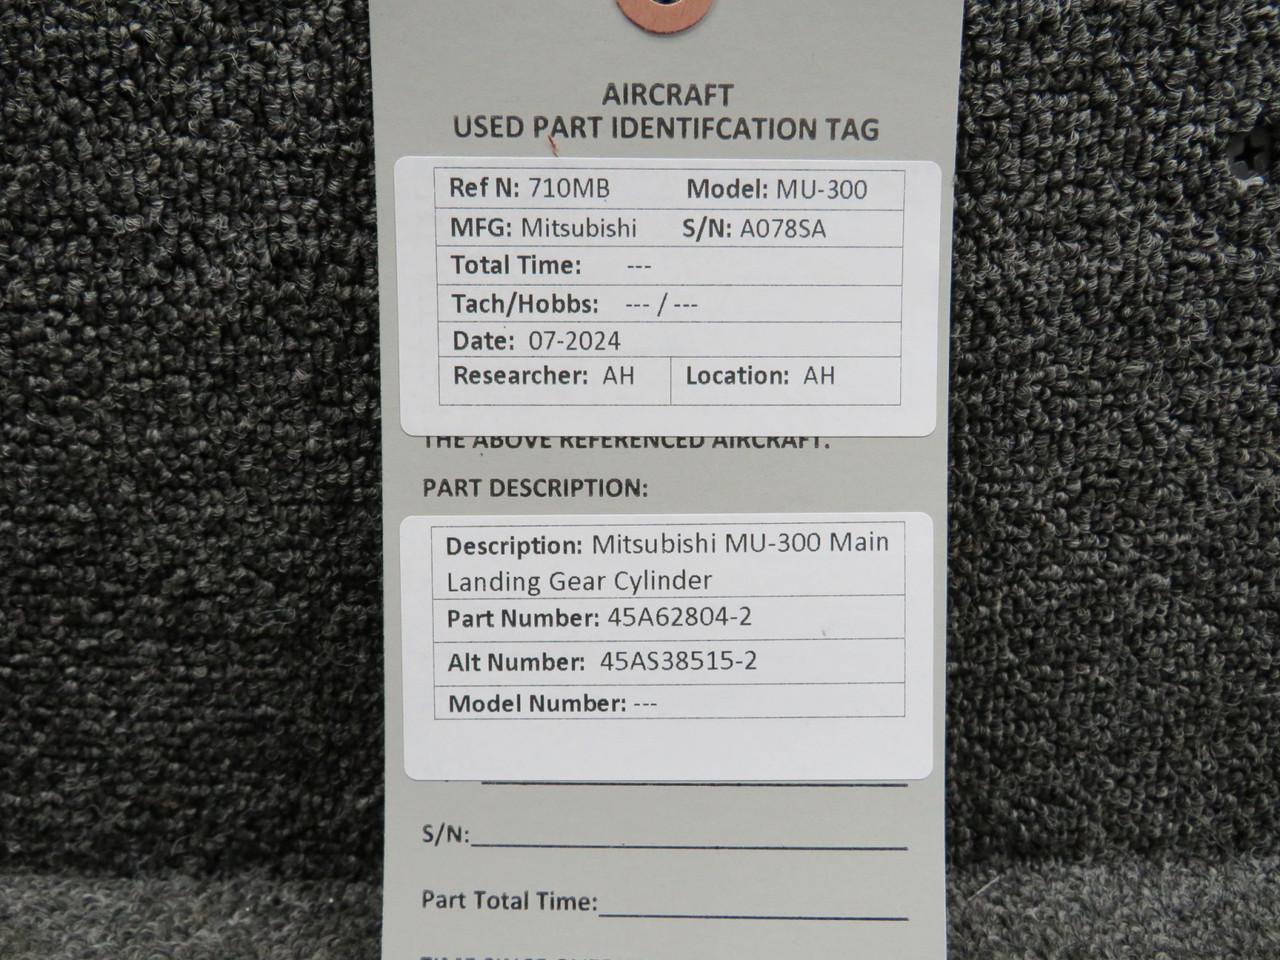 AIRCRAFT
USED PART IDENTIFCATION TAG
Ref N: 710MB Model: MU-300
MFG: Mitsubishi S/N: A078SA
Total Time: ---
Tach/Hobbs: --- / ---
Date: 07-2024
Researcher: AH Location: AH
THE ABOVE REFERENCED AIRCRAFT.
PART DESCRIPTION:
Description: Mitsubishi MU-300 Main
Landing Gear Cylinder
Part Number: 45A62804-2
Alt Number: 45AS38515-2
Model Number: ---
S/N:
Part Total Time: